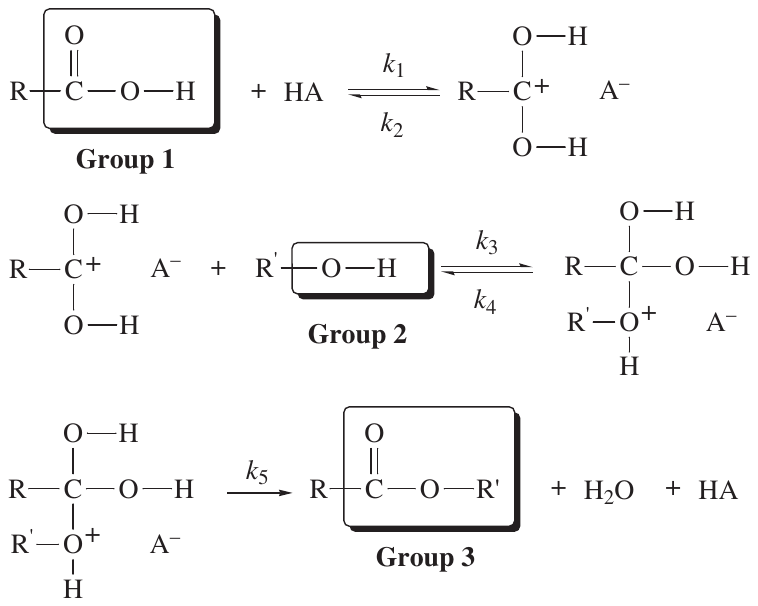 O O—H
R—C—O—H + HA k1 k2 R—C+ A−
O—H
Group 1
O—H O—H
R—C+ A− + R'—O—H k3 k4 R—C—O—H
O—H R'—O+ A−
Group 2 H
O—H O
R—C—O—H k5 R—C—O—R' + H2O + HA
R'—O+ A−
H Group 3